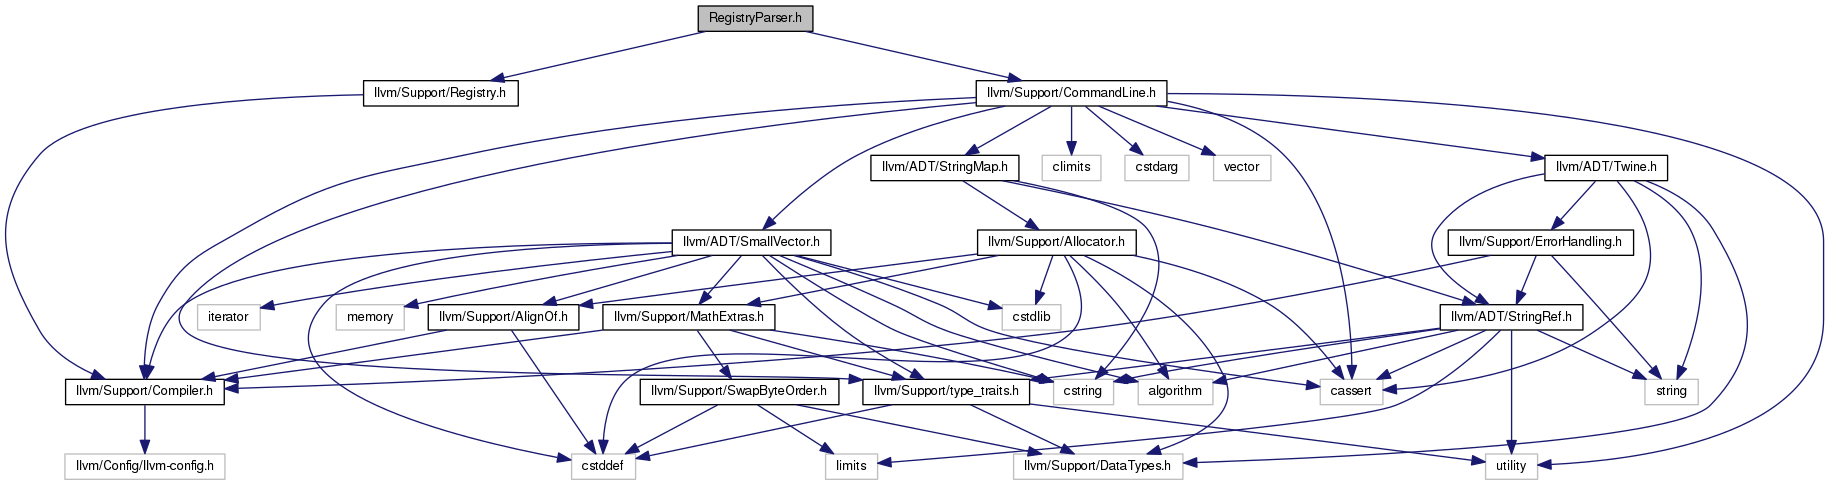 RegistryParser.h
llvm/Support/Registry.h
llvm/Support/CommandLine.h
llvm/ADT/StringMap.h
climits
cstdarg
vector
llvm/ADT/Twine.h
llvm/ADT/SmallVector.h
llvm/Support/Allocator.h
llvm/Support/ErrorHandling.h
iterator
memory
llvm/Support/AlignOf.h
llvm/Support/MathExtras.h
cstdlib
llvm/ADT/StringRef.h
llvm/Support/Compiler.h
llvm/Support/SwapByteOrder.h
llvm/Support/type_traits.h
cstring
algorithm
cassert
string
llvm/Config/llvm-config.h
cstddef
limits
llvm/Support/DataTypes.h
utility